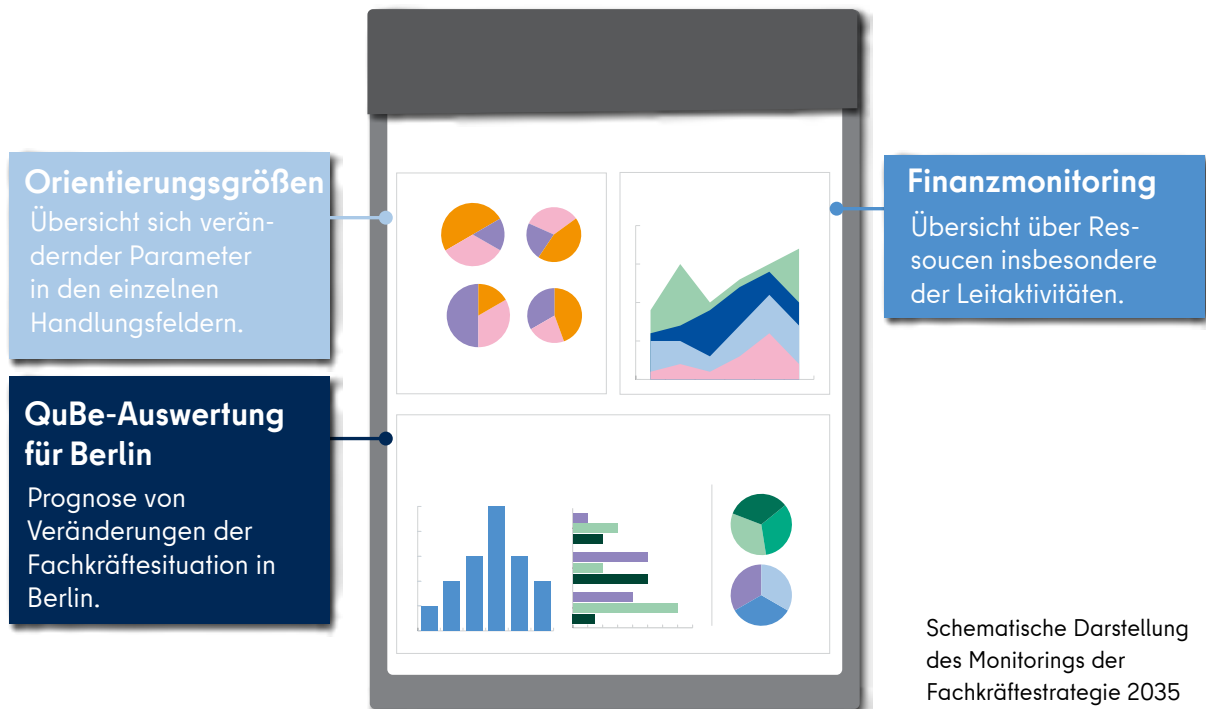 Orientierungsgrößen
Übersicht sich verän-
dernder Parameter
in den einzelnen
Handlungsfeldern.
QuBe-Auswertung
für Berlin
Prognose von
Veränderungen der
Fachkräftesituation in
Berlin.
Finanzmonitoring
Übersicht über Res-
soucen insbesondere
der Leitaktivitäten.
Schematische Darstellung
des Monitorings der
Fachkräftestrategie 2035